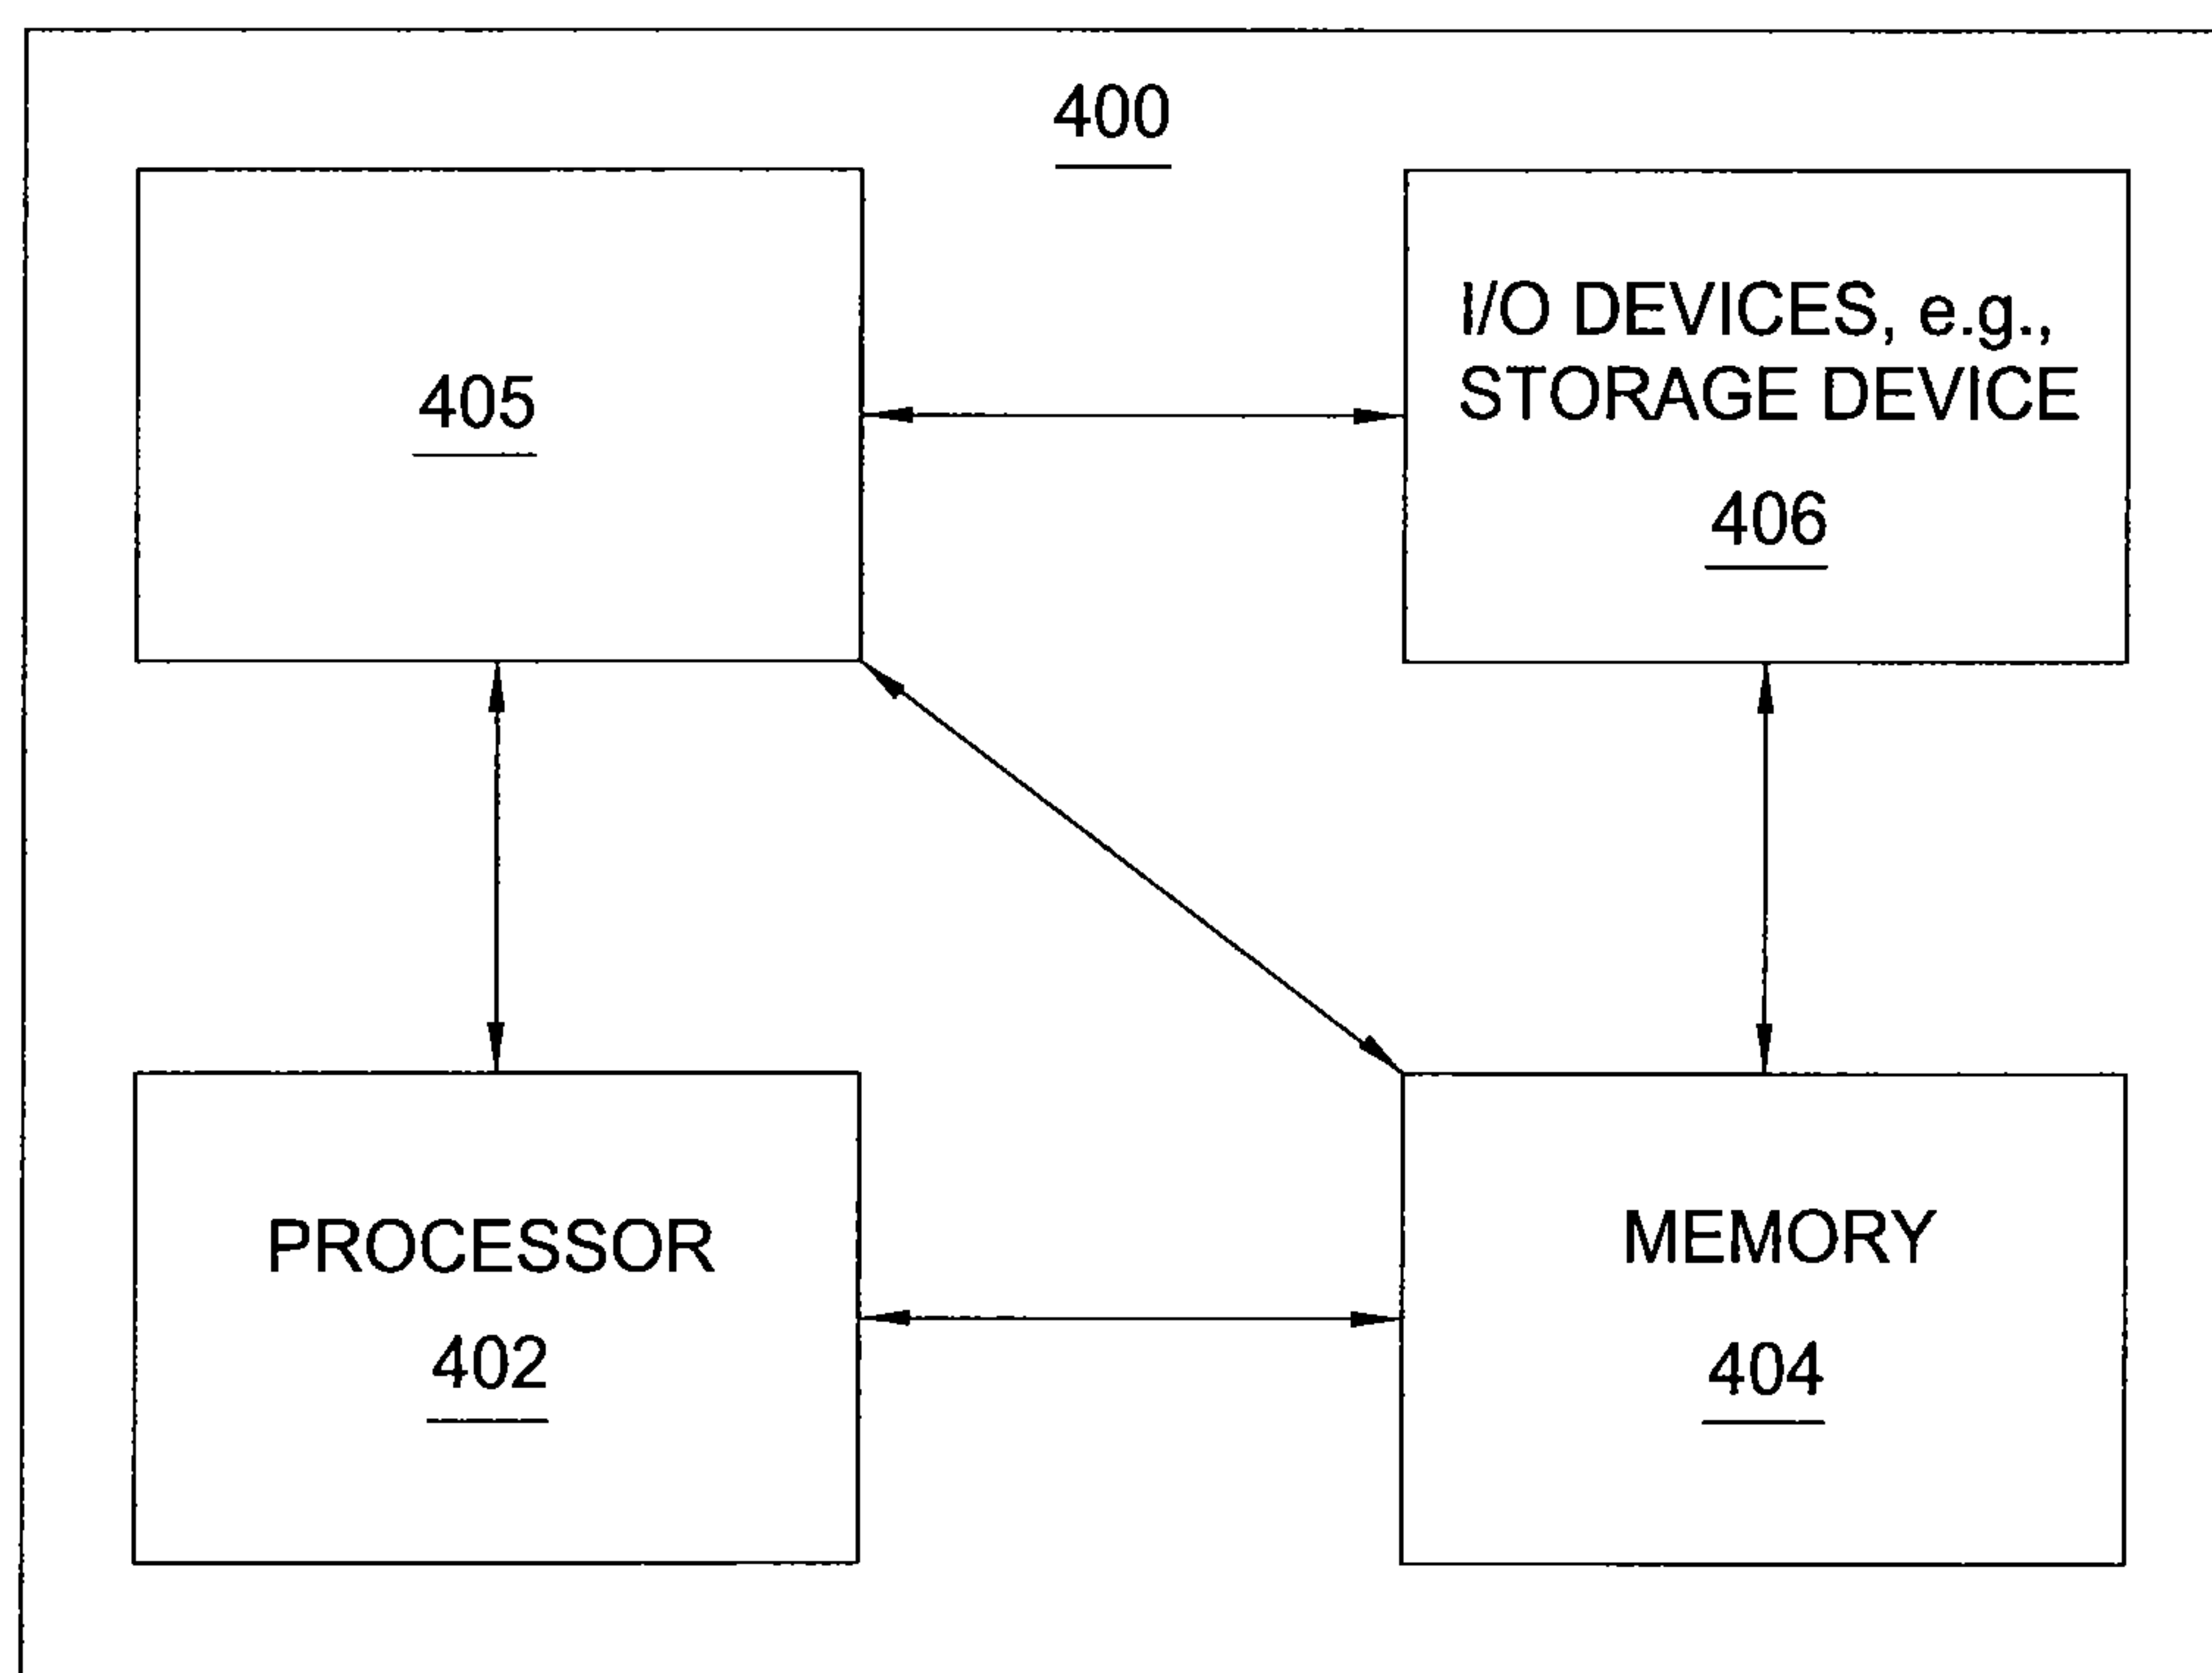 400
405
I/O DEVICES, e.g.,
STORAGE DEVICE
406
PROCESSOR
402
MEMORY
404